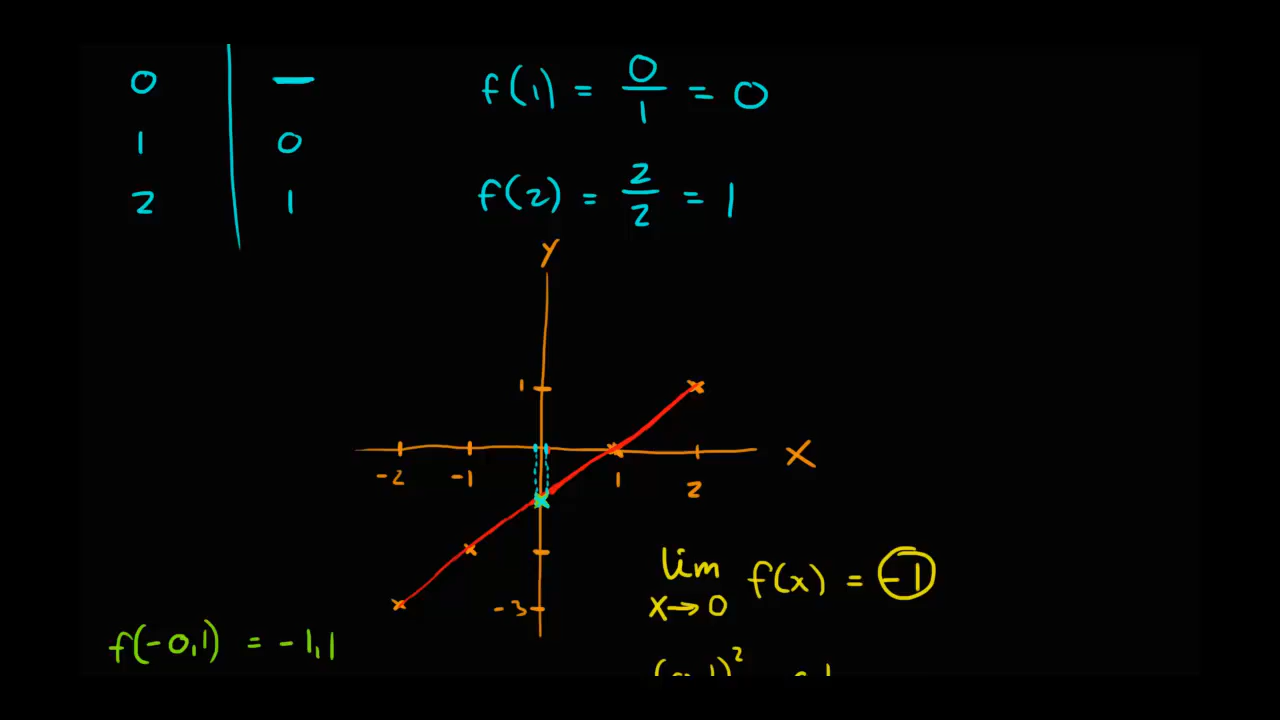 0 | —
f(1) = 0/1 = 0
1 | 0
2 | 1
f(2) = 2/2 = 1
y
1
x
-2 -1 1 2
lim x→0 f(x) = -1
-3
f(-0,1) = -1,1